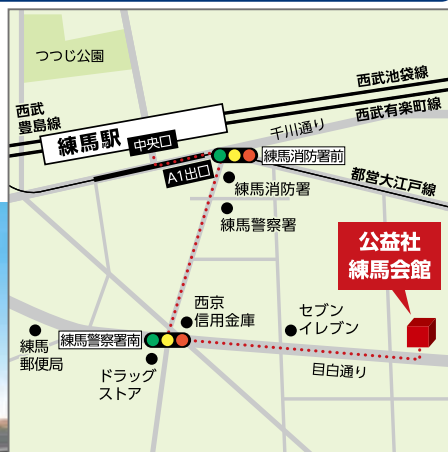 つつじ公園
西武池袋線
西武有楽町線
西武
豊島線
練馬駅
中央口
千川通り
練馬消防署前
A1出口
都営大江戸線
練馬消防署
練馬警察署
公益社
練馬会館
西京
信用金庫
セブン
イレブン
練馬警察署南
練馬
郵便局
ドラッグ
ストア
目白通り